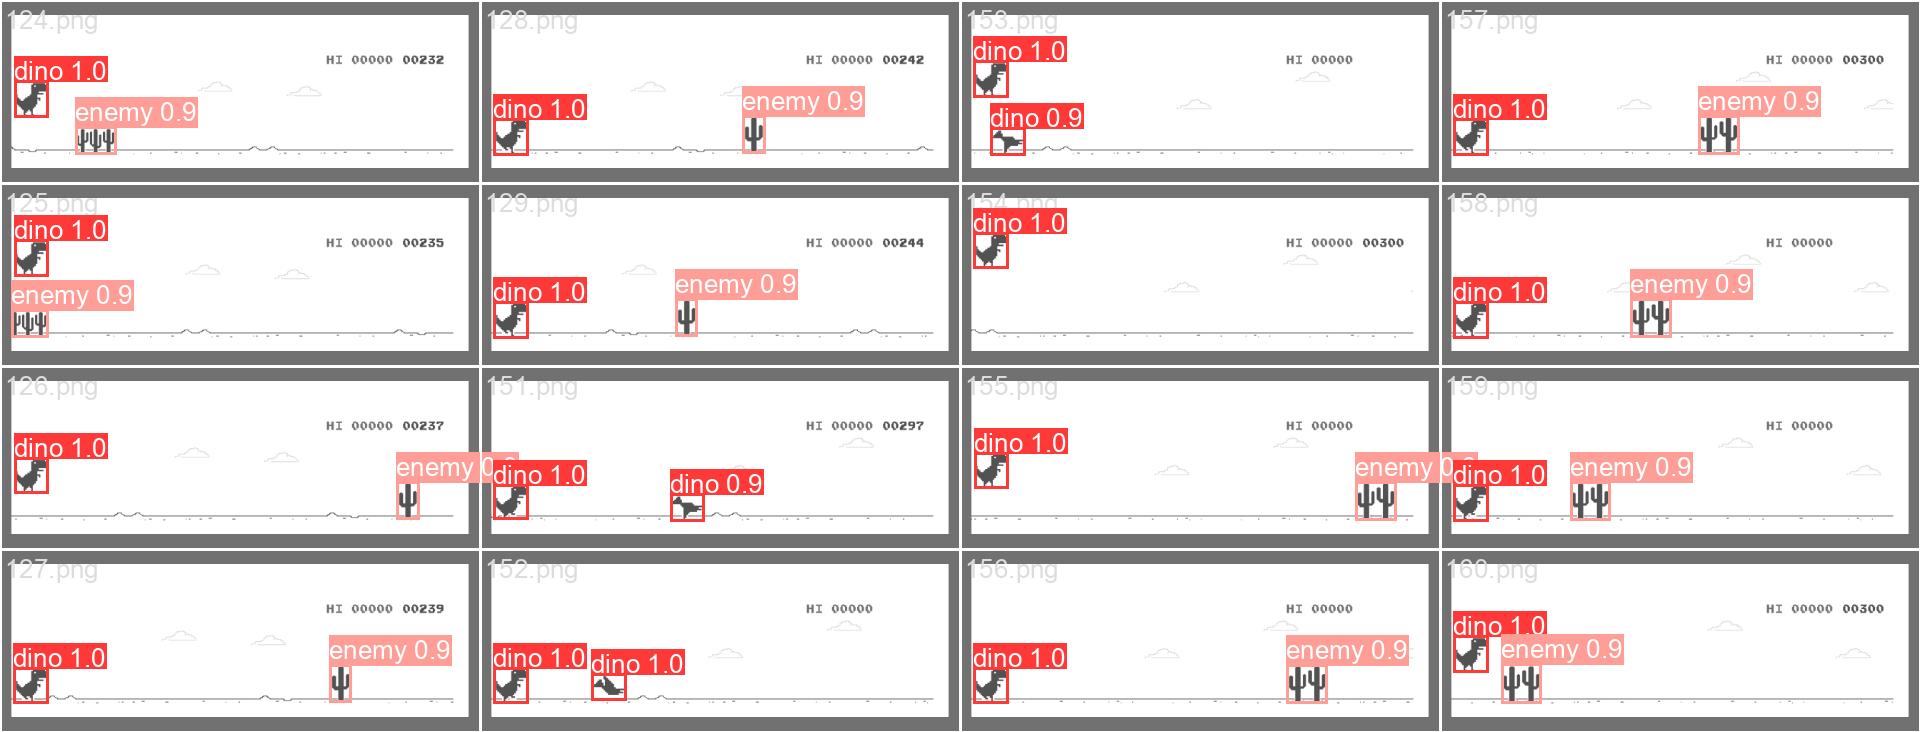 124.png
HI 00000 00232
dino 1.0
enemy 0.9
128.png
HI 00000 00242
dino 1.0
enemy 0.9
153.png
dino 1.0
HI 00000
dino 0.9
157.png
HI 00000 00300
dino 1.0
enemy 0.9
125.png
dino 1.0
HI 00000 00235
enemy 0.9
129.png
HI 00000 00244
dino 1.0
enemy 0.9
154.png
dino 1.0
HI 00000 00300
158.png
HI 00000
dino 1.0
enemy 0.9
126.png
HI 00000 00237
dino 1.0
enemy
151.png
HI 00000 00297
dino 1.0
dino 0.9
155.png
HI 00000
dino 1.0
enemy
159.png
HI 00000
dino 1.0
enemy 0.9
127.png
HI 00000 00239
dino 1.0
enemy 0.9
152.png
HI 00000
dino 1.0
dino 1.0
156.png
HI 00000
dino 1.0
enemy 0.9
160.png
HI 00000 00300
dino 1.0
enemy 0.9